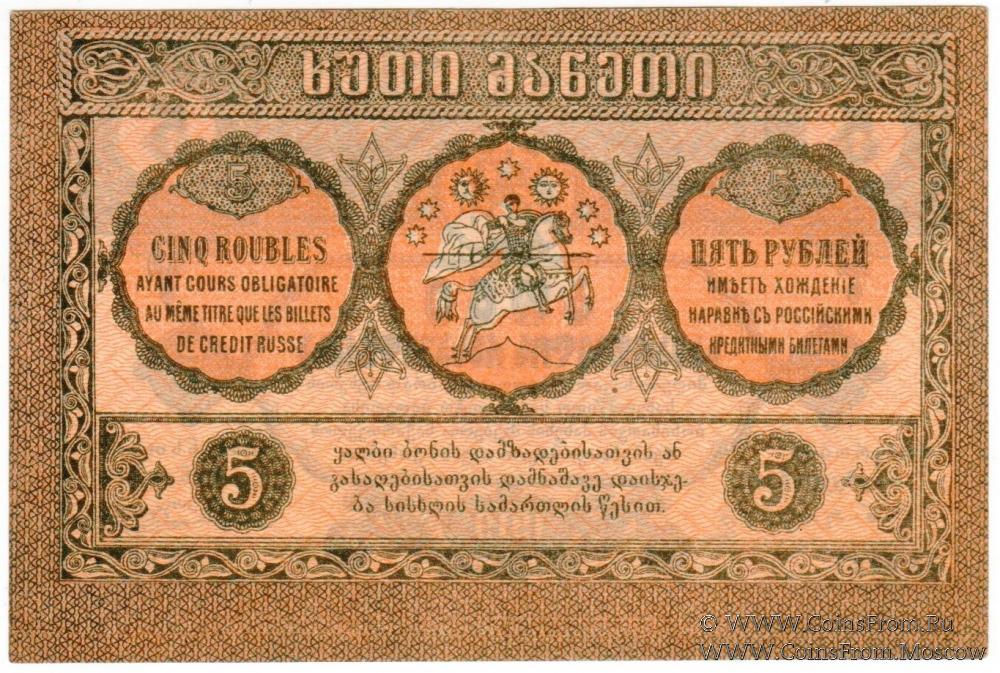 ხუთი მანეთი
5
CINQ ROUBLES
AYANT COURS OBLIGATOIRE
AU MÊME TITRE QUE LES BILLETS
DE CREDIT RUSSE
5
ПЯТЬ РУБЛЕЙ
ИМѢЕТЪ ХОЖДЕНІЕ
НАРАВНѢ СЪ РОССІЙСКИМИ
КРЕДИТНЫМИ БИЛЕТАМИ
5
ყალბი ბონის დამზადებისათვის ან
გასაღებისათვის დამნაშავე დაისჯე-
ბა სისხლის სამართლის წესით.
5
© WWW.CoinsFrom.Ru
WWW.CoinsFrom.Moscow